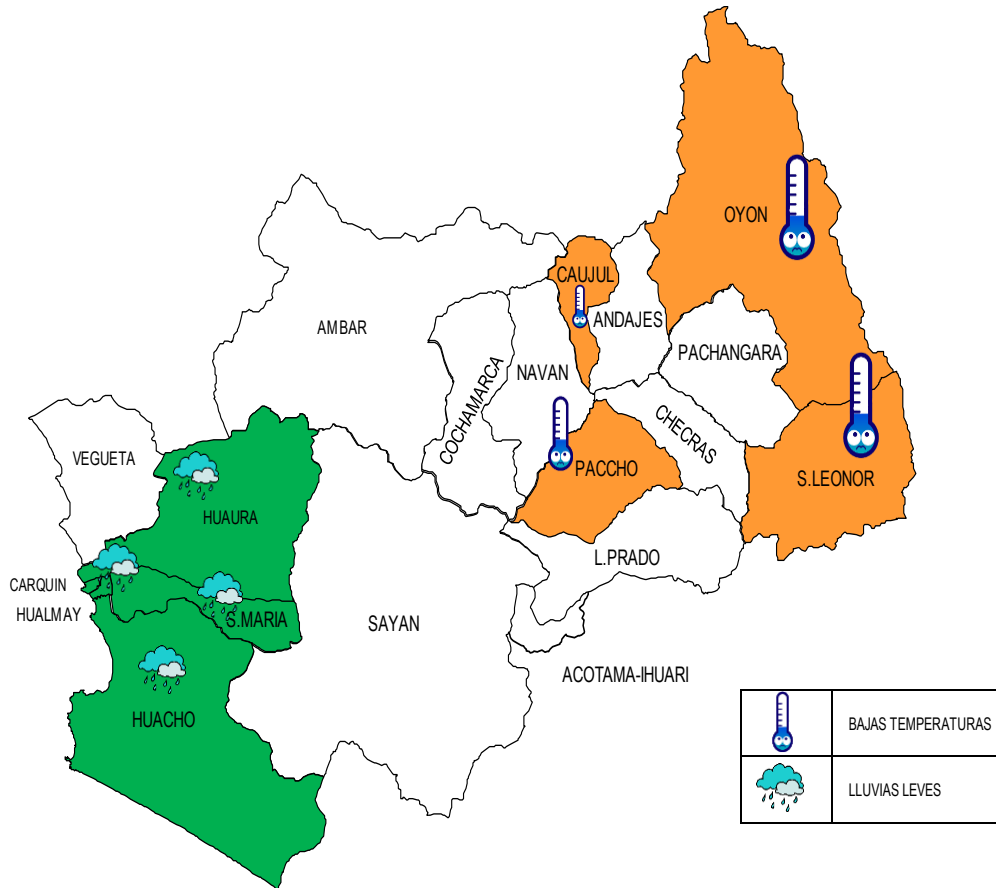 OYON
CAUJUL
AMBAR
ANDAJES
PACHANGARA
NAVAN
COCHAMARCA
CHECRAS
VEGUETA
PACCHO
S.LEONOR
HUAURA
L.PRADO
CARQUIN
HUALMAY
S.MARIA
SAYAN
ACOTAMA-IHUARI
HUACHO
BAJAS TEMPERATURAS
LLUVIAS LEVES